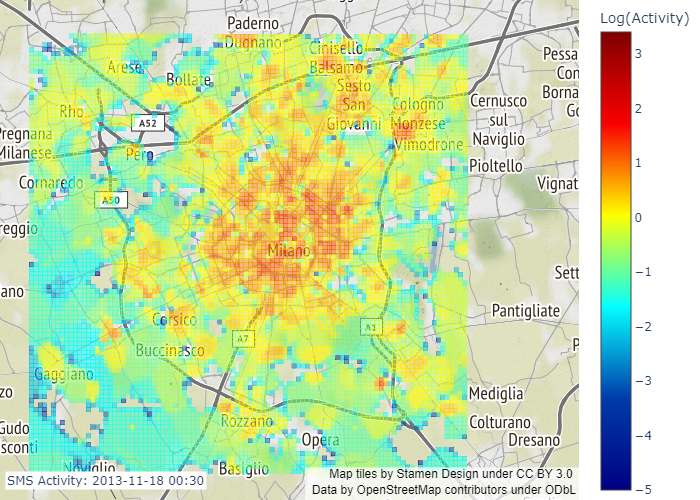 Log(Activity)
Paderno
Dugnano
Cinisello
Balsamo
Arese
Bollate
Sesto
San
Giovanni
Pessa
Con
Borna
Go
Rho
A52
Cologno
Monzese
Cernusco
sul
Naviglio
Pregnana
Milanese
Pero
Vimodrone
Pioltello
Cornaredo
Vignat
A50
reggio
Milano
Sett
ano
Pantigliate
Corsico
A7
A1
P
Buccinasco
Gaggiano
zo
Mediglia
Rozzano
Colturano
Gudo
sconti
Opera
Dresano
Noviglio
Basiglio
SMS Activity: 2013-11-18 00:30
Map tiles by Stamen Design under CC BY 3.0
Data by OpenStreetMap contributors under ODbL
3
2
1
0
−1
−2
−3
−4
−5